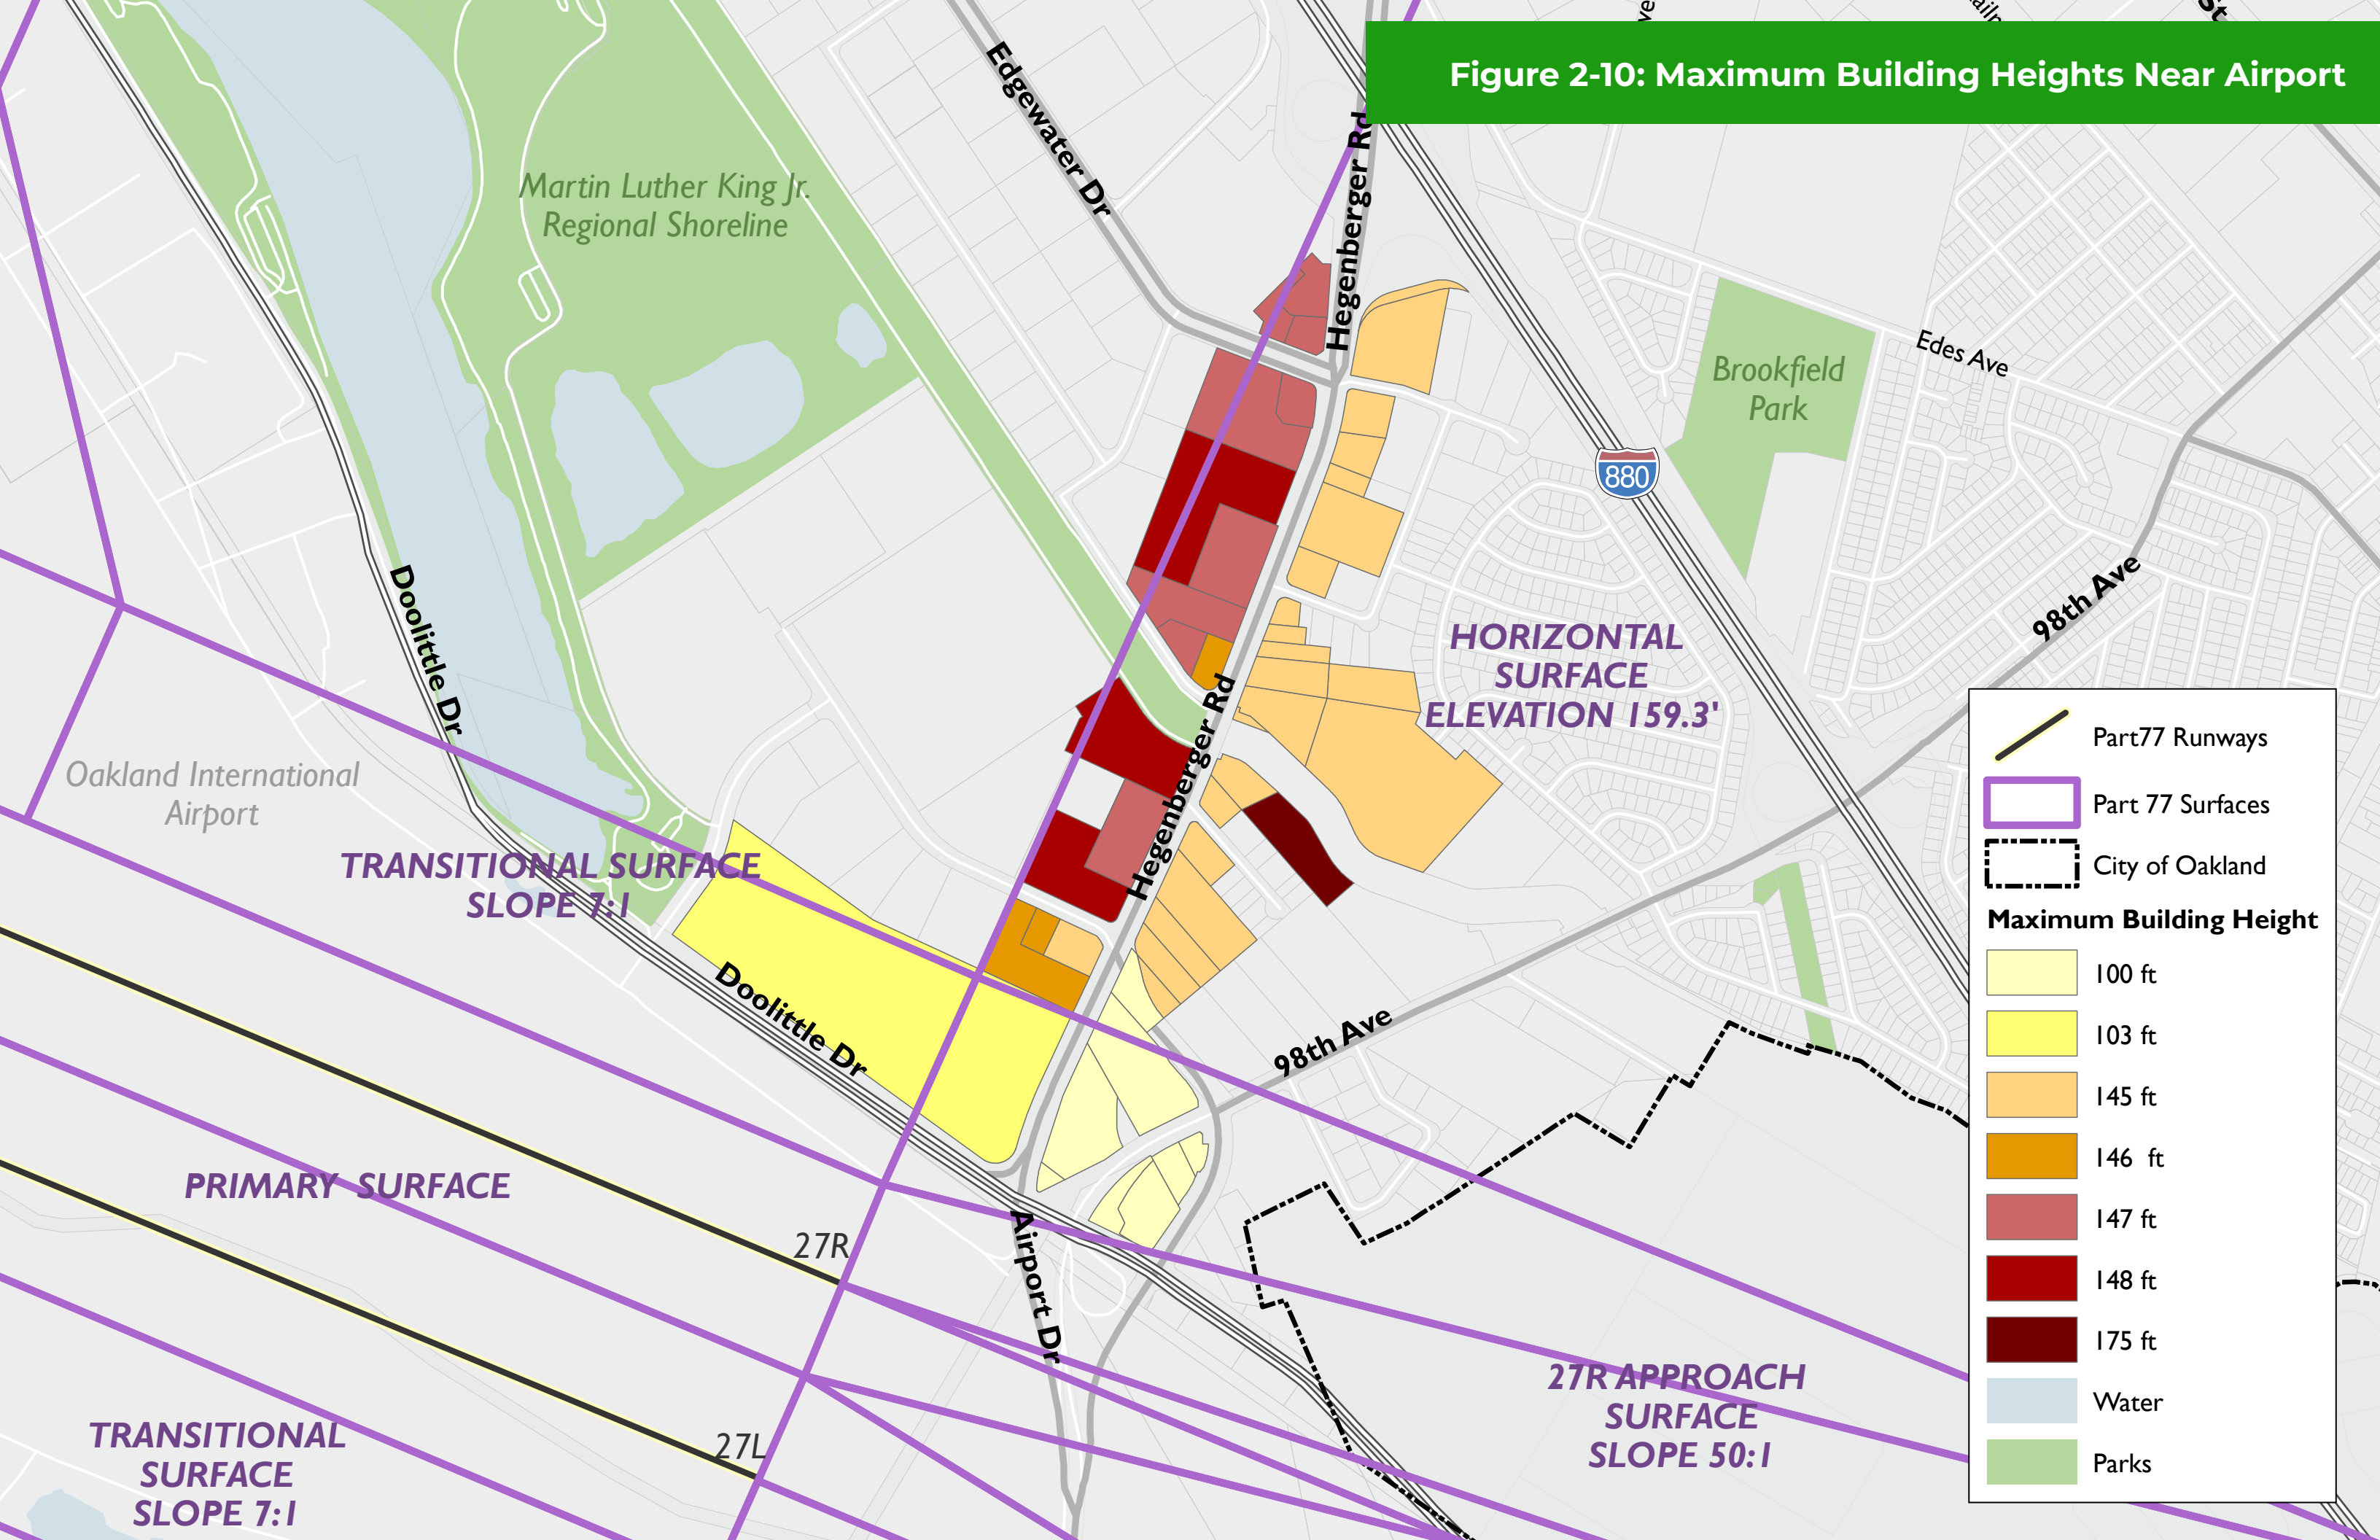 Figure 2-10: Maximum Building Heights Near Airport
St
Edgewater Dr
Hegenberger Rd
Martin Luther King Jr.
Regional Shoreline
Brookfield
Park
Edes Ave
880
98th Ave
Doolittle Dr
HORIZONTAL
SURFACE
ELEVATION 159.3'
Hegenberger Rd
Oakland International
Airport
TRANSITIONAL SURFACE
SLOPE 7:1
Doolittle Dr
98th Ave
PRIMARY SURFACE
27R
Airport Dr
27L
27R APPROACH
SURFACE
SLOPE 50:1
TRANSITIONAL
SURFACE
SLOPE 7:1
Part77 Runways
Part 77 Surfaces
City of Oakland
Maximum Building Height
100 ft
103 ft
145 ft
146 ft
147 ft
148 ft
175 ft
Water
Parks